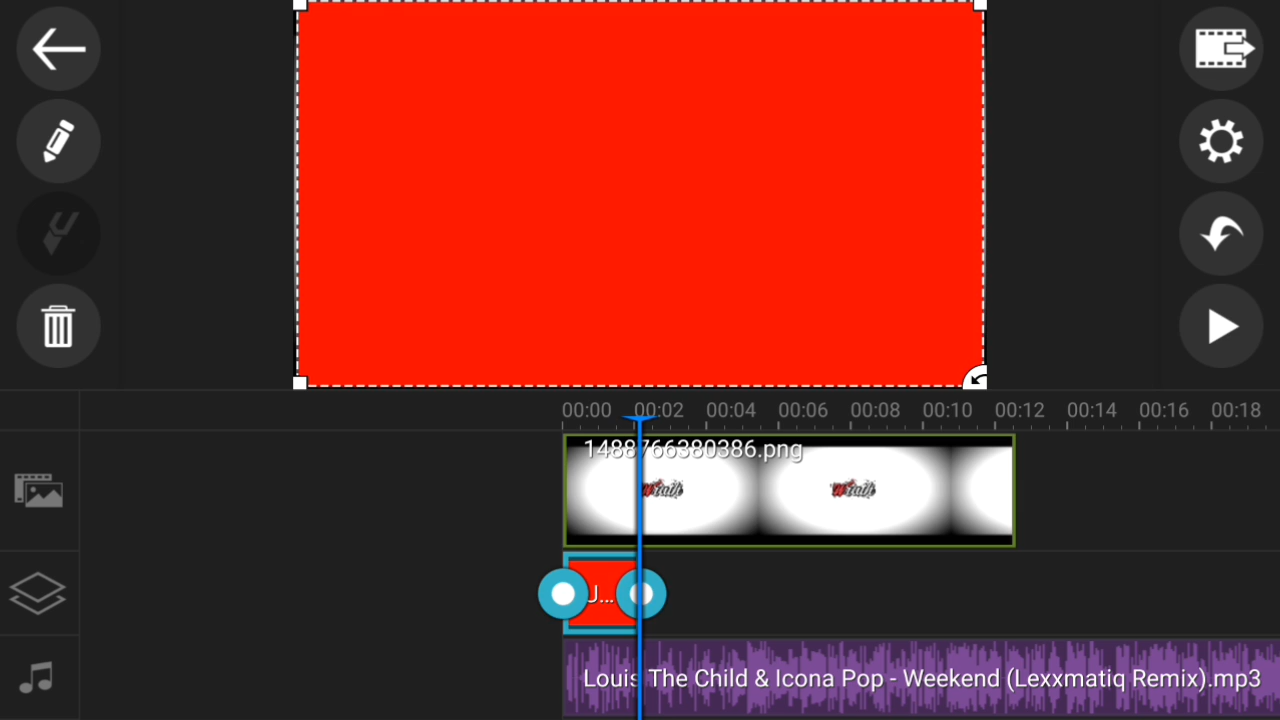 00:00 00:02 00:04 00:06 00:08 00:10 00:12 00:14 00:16 00:18
1488766380386.png
U...
Louis The Child & Icona Pop - Weekend (Lexxmatiq Remix).mp3